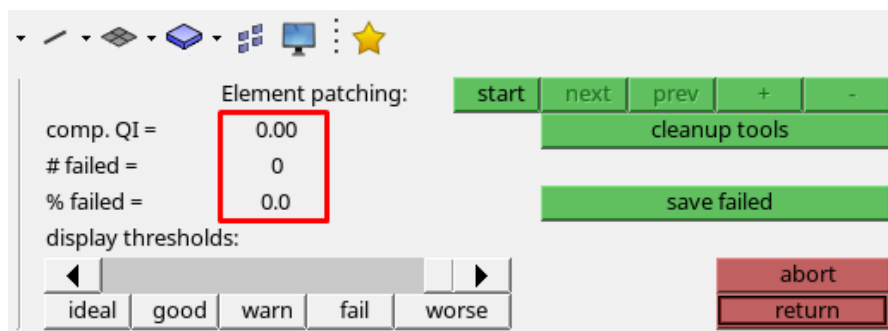 Element patching: start next prev + -
comp. QI = 0.00 cleanup tools
# failed = 0
% failed = 0.0 save failed
display thresholds:
abort
ideal good warn fail worse return